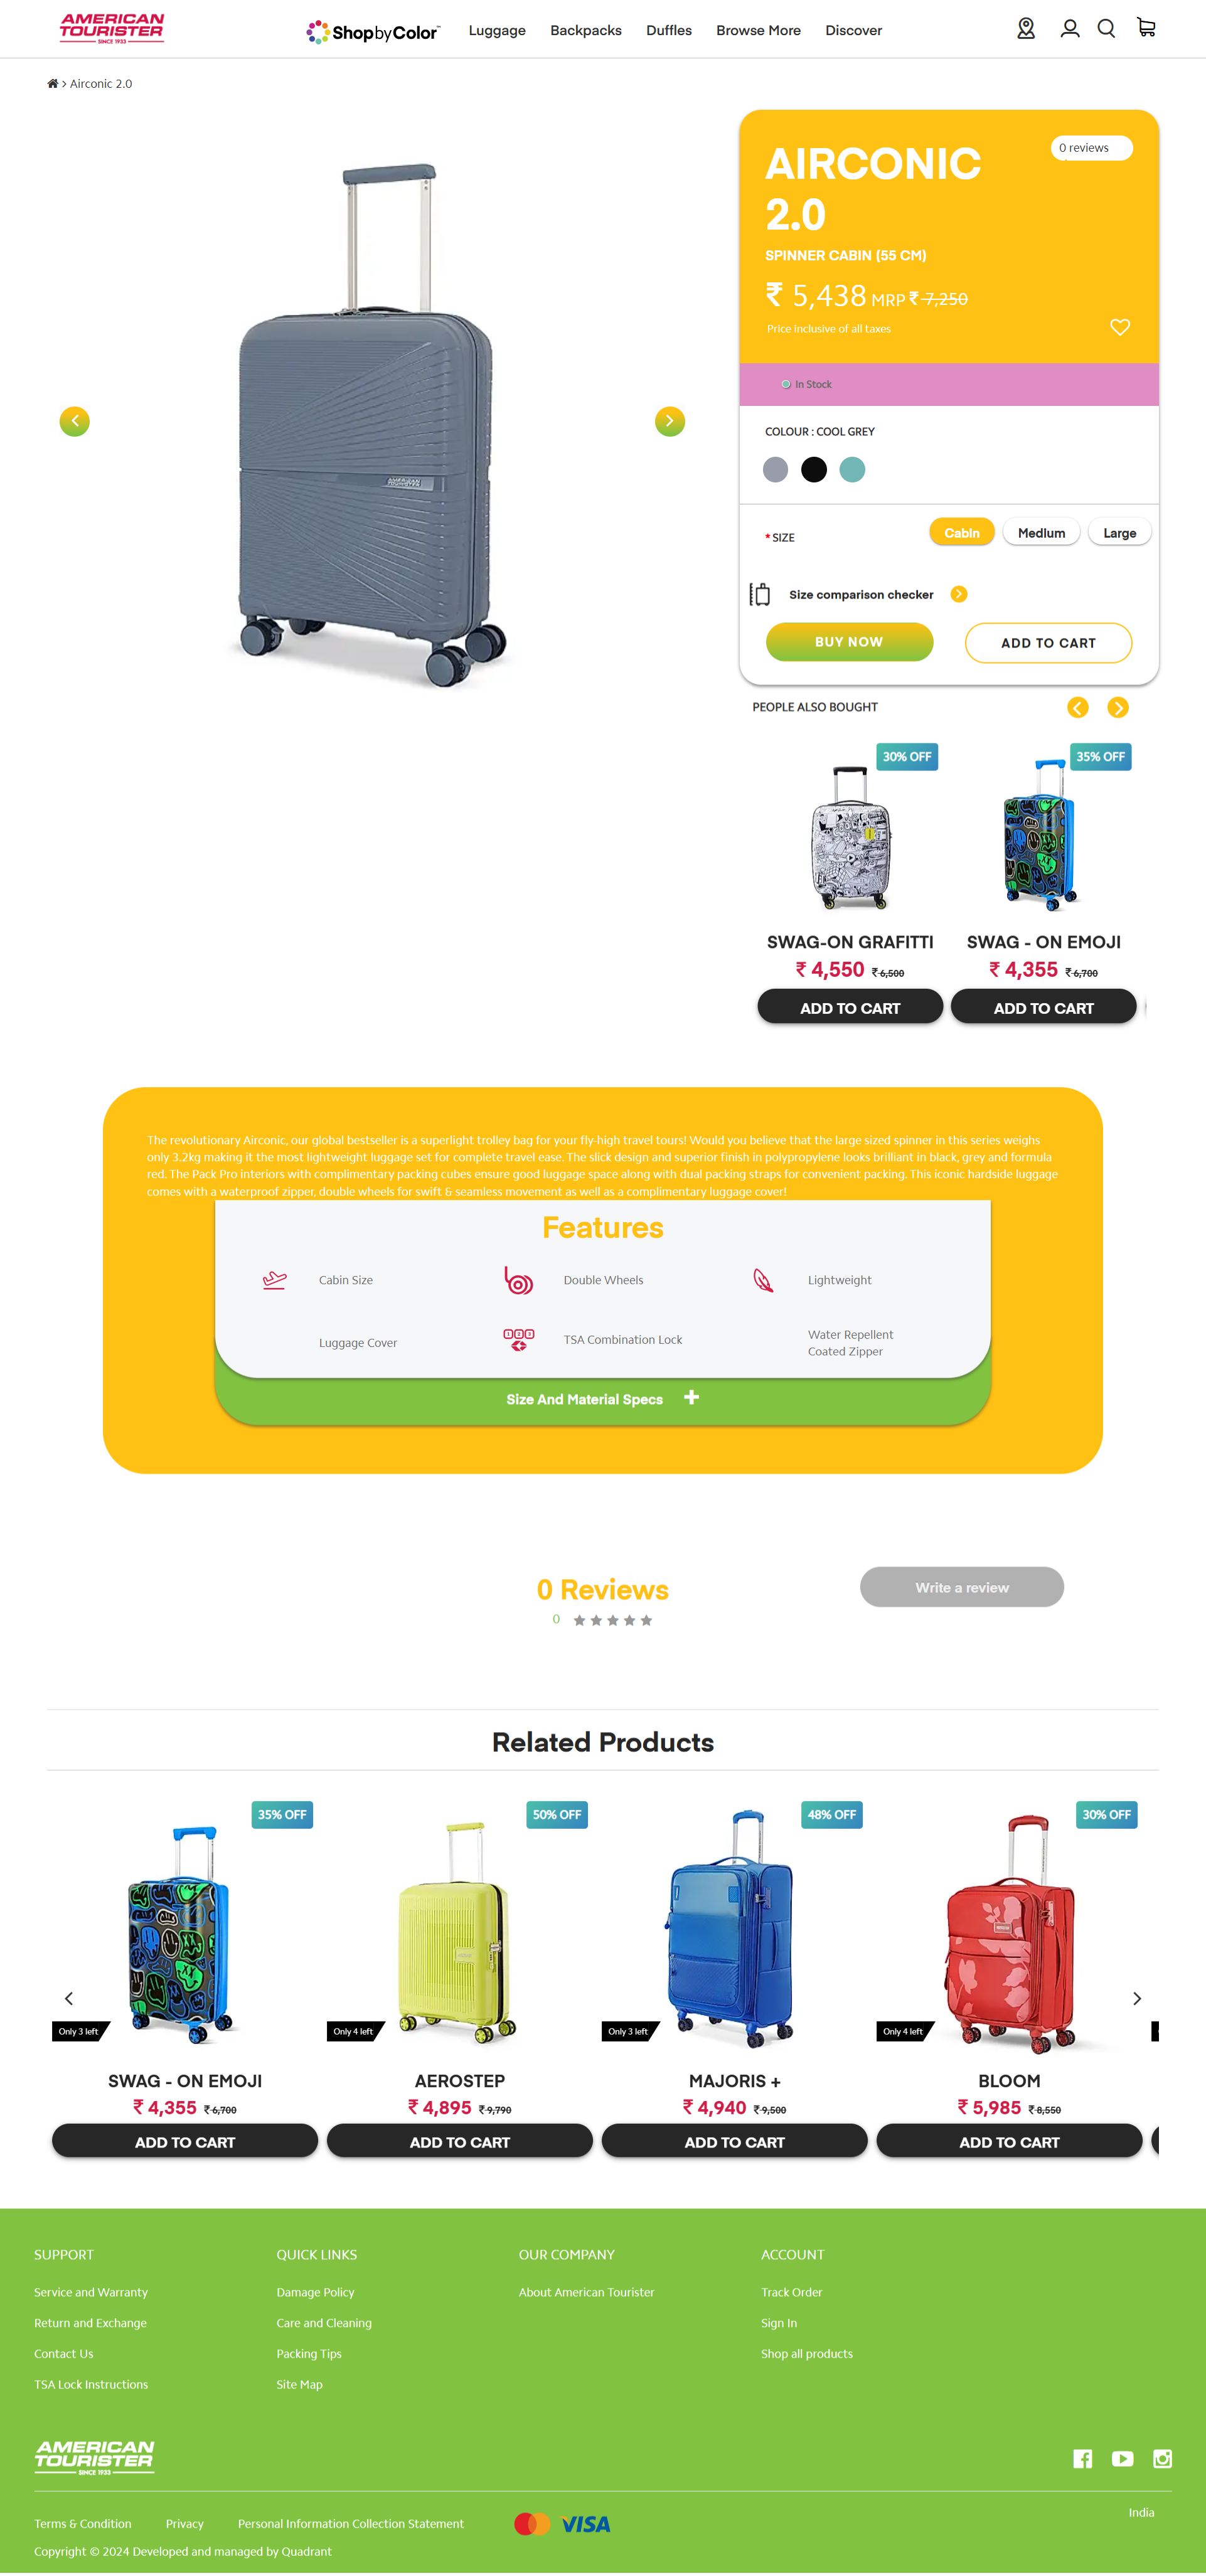 AMERICAN
TOURISTER
SINCE 1933
ShopbyColor™
Luggage
Backpacks
Duffles
Browse More
Discover
Airconic 2.0
AMERICAN
TOURISTER
AIRCONIC
2.0
0 reviews
SPINNER CABIN (55 CM)
₹ 5,438 MRP ₹ 7,250
Price inclusive of all taxes
In Stock
COLOUR : COOL GREY
* SIZE
Cabin
Medium
Large
Size comparison checker
BUY NOW
ADD TO CART
PEOPLE ALSO BOUGHT
30% OFF
35% OFF
SWAG-ON GRAFITTI
SWAG - ON EMOJI
₹ 4,550 ₹ 6,500
₹ 4,355 ₹ 6,700
ADD TO CART
ADD TO CART
The revolutionary Airconic, our global bestseller is a superlight trolley bag for your fly-high travel tours! Would you believe that the large sized spinner in this series weighs
only 3.2kg making it the most lightweight luggage set for complete travel ease. The slick design and superior finish in polypropylene looks brilliant in black, grey and formula
red. The Pack Pro interiors with complimentary packing cubes ensure good luggage space along with dual packing straps for convenient packing. This iconic hardside luggage
comes with a waterproof zipper, double wheels for swift & seamless movement as well as a complimentary luggage cover!
Features
Cabin Size
Double Wheels
Lightweight
Luggage Cover
1 2 3
TSA Combination Lock
Water Repellent
Coated Zipper
Size And Material Specs
0 Reviews
0
Write a review
Related Products
35% OFF
50% OFF
48% OFF
30% OFF
Only 3 left
Only 4 left
Only 3 left
Only 4 left
SWAG - ON EMOJI
AEROSTEP
MAJORIS +
BLOOM
₹ 4,355 ₹ 6,700
₹ 4,895 ₹ 9,790
₹ 4,940 ₹ 9,500
₹ 5,985 ₹ 8,550
ADD TO CART
ADD TO CART
ADD TO CART
ADD TO CART
SUPPORT
Service and Warranty
Return and Exchange
Contact Us
TSA Lock Instructions
QUICK LINKS
Damage Policy
Care and Cleaning
Packing Tips
Site Map
OUR COMPANY
About American Tourister
ACCOUNT
Track Order
Sign In
Shop all products
AMERICAN
TOURISTER
SINCE 1933
Terms & Condition
Privacy
Personal Information Collection Statement
VISA
India
Copyright © 2024 Developed and managed by Quadrant